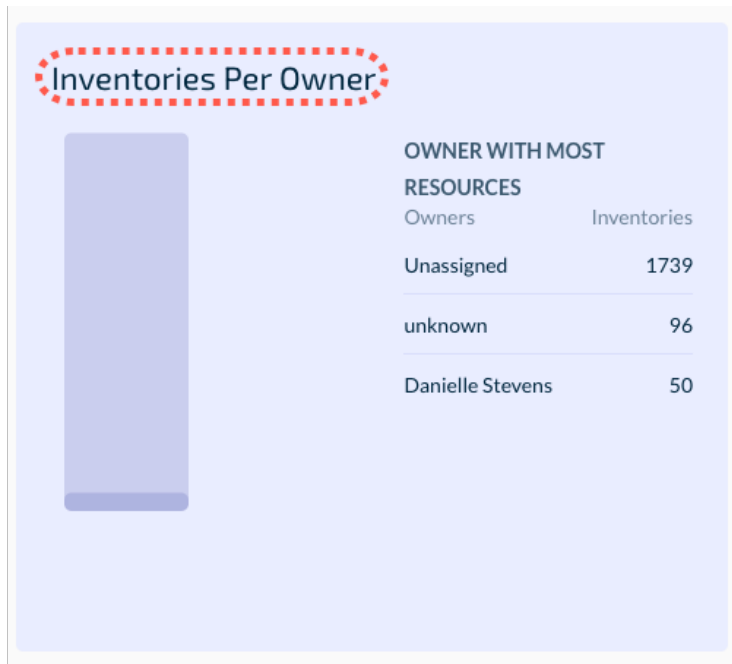 Inventories Per Owner
OWNER WITH MOST
RESOURCES
Owners Inventories
Unassigned 1739
unknown 96
Danielle Stevens 50